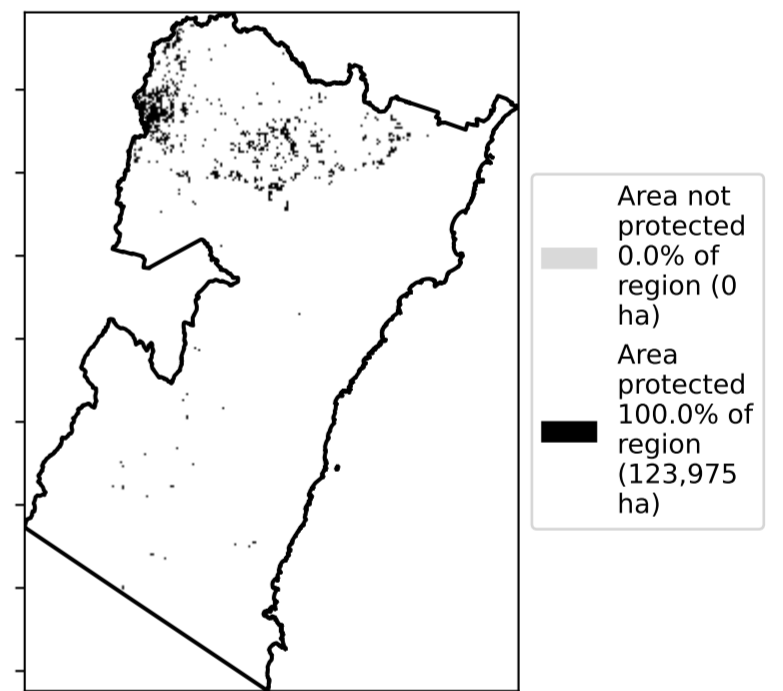 Area not
protected
0.0% of
region (0
ha)
Area
protected
100.0% of
region
(123,975
ha)